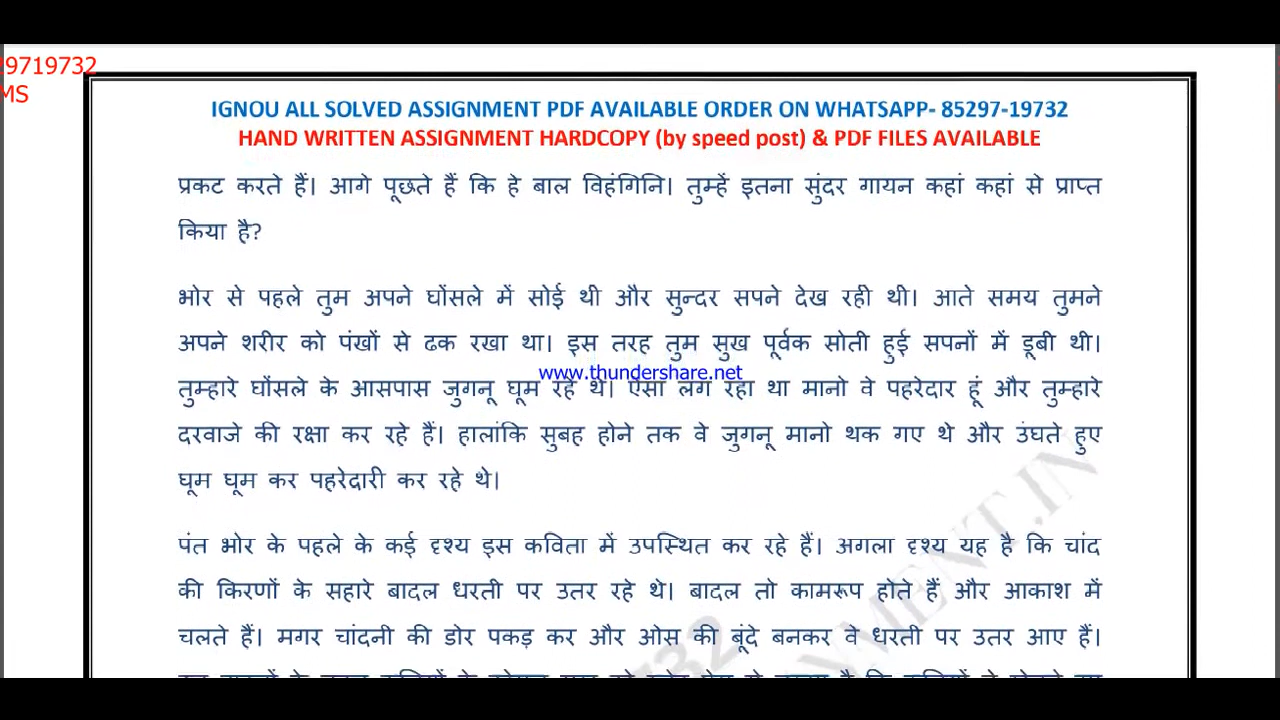 29719732
MS
IGNOU ALL SOLVED ASSIGNMENT PDF AVAILABLE ORDER ON WHATSAPP- 85297-19732
HAND WRITTEN ASSIGNMENT HARDCOPY (by speed post) & PDF FILES AVAILABLE
प्रकट करते हैं। आगे पूछते हैं कि हे बाल विहंगिनि। तुम्हें इतना सुंदर गायन कहां कहां से प्राप्त
किया है?
भोर से पहले तुम अपने घोंसले में सोई थी और सुन्दर सपने देख रही थी। आते समय तुमने
अपने शरीर को पंखों से ढक रखा था। इस तरह तुम सुख पूर्वक सोती हुई सपनों में डूबी थी।
www.thundershare.net
तुम्हारे घोंसले के आसपास जुगनू घूम रहे थे। ऐसा लग रहा था मानो वे पहरेदार हूं और तुम्हारे
दरवाजे की रक्षा कर रहे हैं। हालांकि सुबह होने तक वे जुगनू मानो थक गए थे और उंघते हुए
घूम घूम कर पहरेदारी कर रहे थे।
पंत भोर के पहले के कई दृश्य इस कविता में उपस्थित कर रहे हैं। अगला दृश्य यह है कि चांद
की किरणों के सहारे बादल धरती पर उतर रहे थे। बादल तो कामरूप होते हैं और आकाश में
चलते हैं। मगर चांदनी की डोर पकड़ कर और ओस की बूंदे बनकर वे धरती पर उतर आए हैं।
732
NMENT.IN